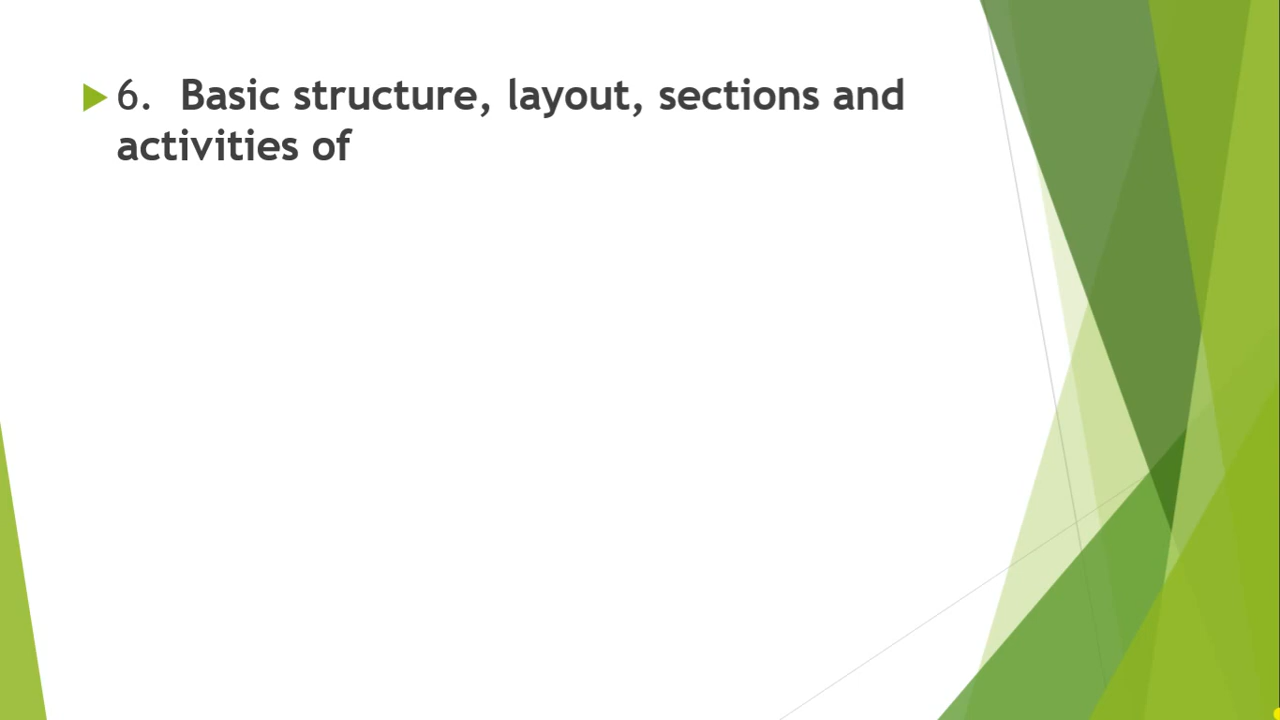 6. Basic structure, layout, sections and
activities of